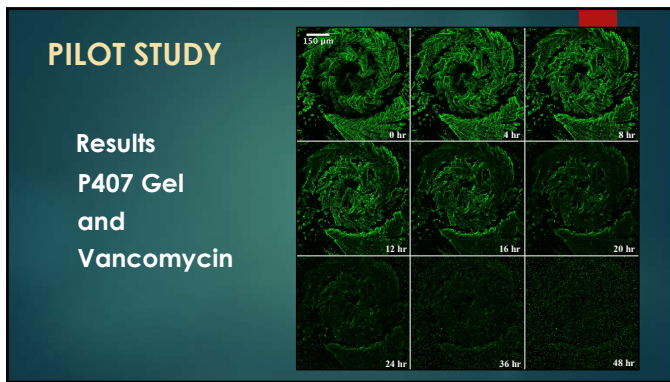 PILOT STUDY
Results
P407 Gel
and
Vancomycin
150 µm
0 hr
4 hr
8 hr
12 hr
16 hr
20 hr
24 hr
36 hr
48 hr